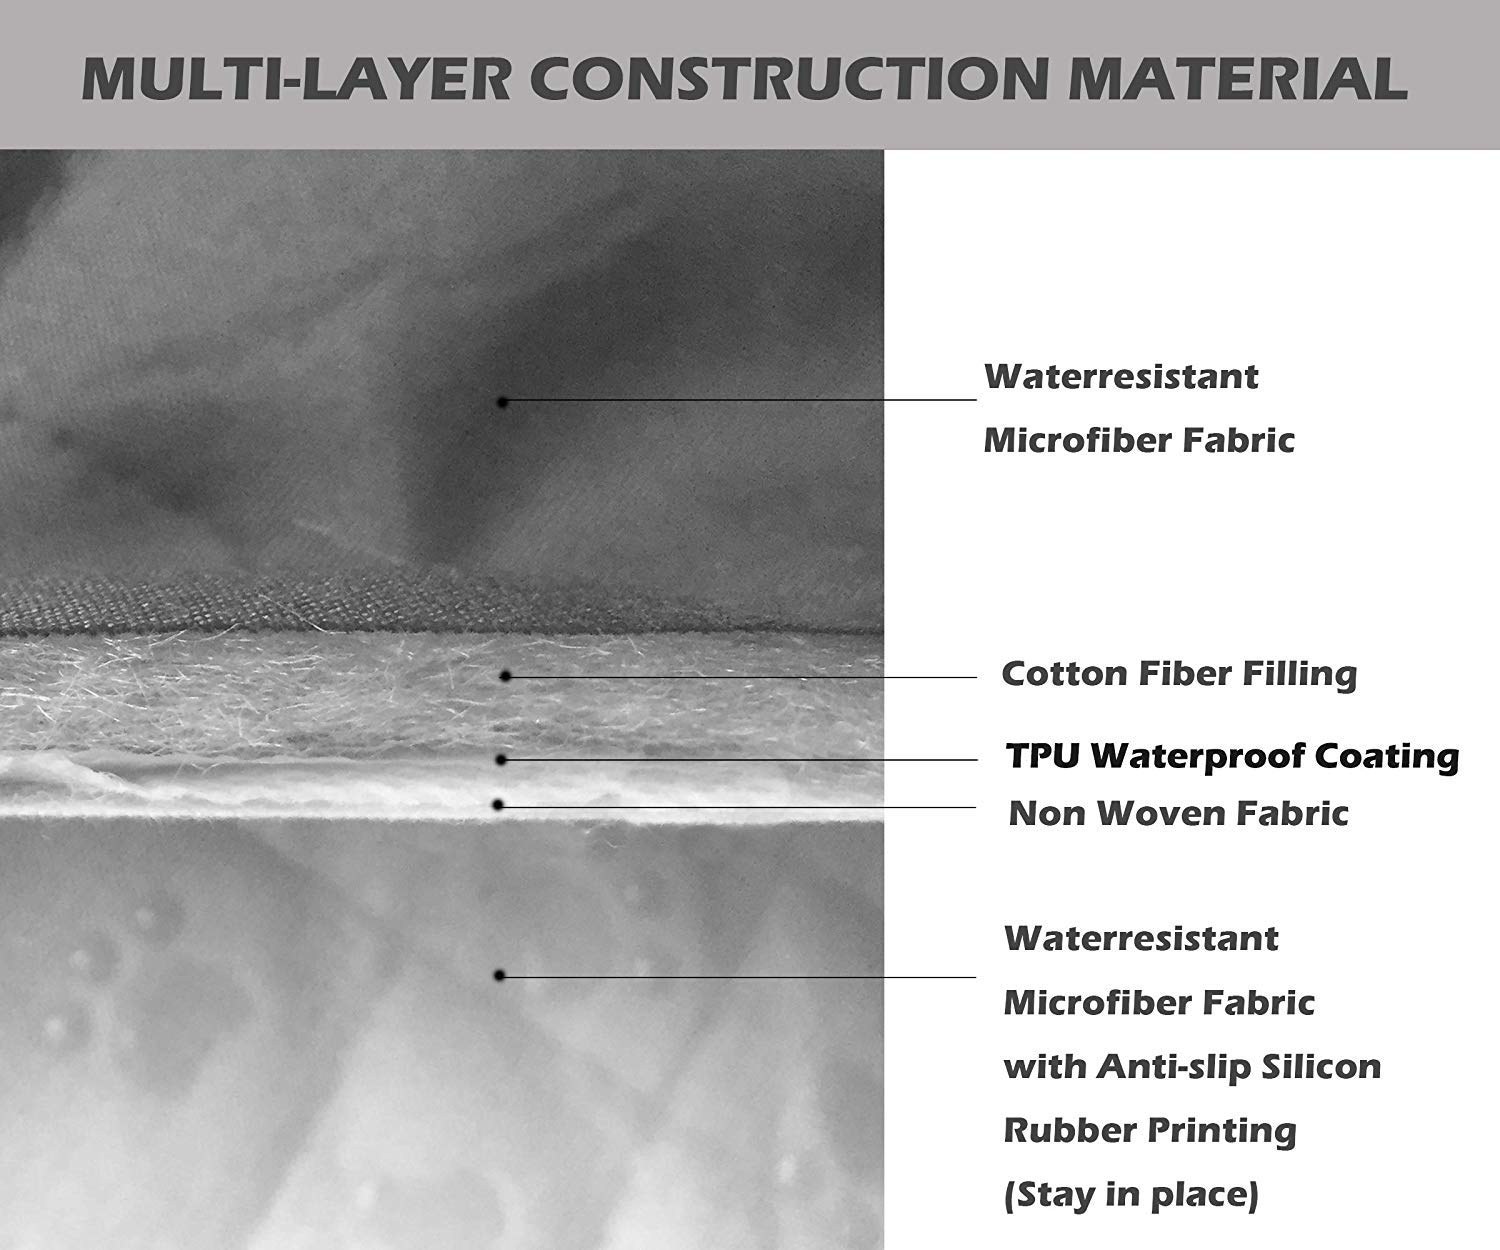 MULTI-LAYER CONSTRUCTION MATERIAL
Waterresistant
Microfiber Fabric
Cotton Fiber Filling
TPU Waterproof Coating
Non Woven Fabric
Waterresistant
Microfiber Fabric
with Anti-slip Silicon
Rubber Printing
(Stay in place)